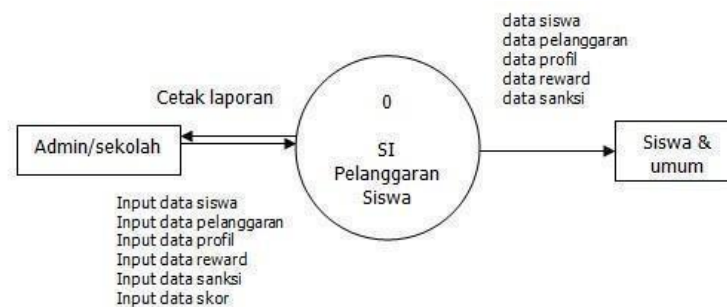 data siswa
data pelanggaran
data profil
data reward
data sanksi
Cetak laporan
0
Admin/sekolah
SI
Pelanggaran
Siswa
Siswa &
umum
Input data siswa
Input data pelanggaran
Input data profil
Input data reward
Input data sanksi
Input data skor